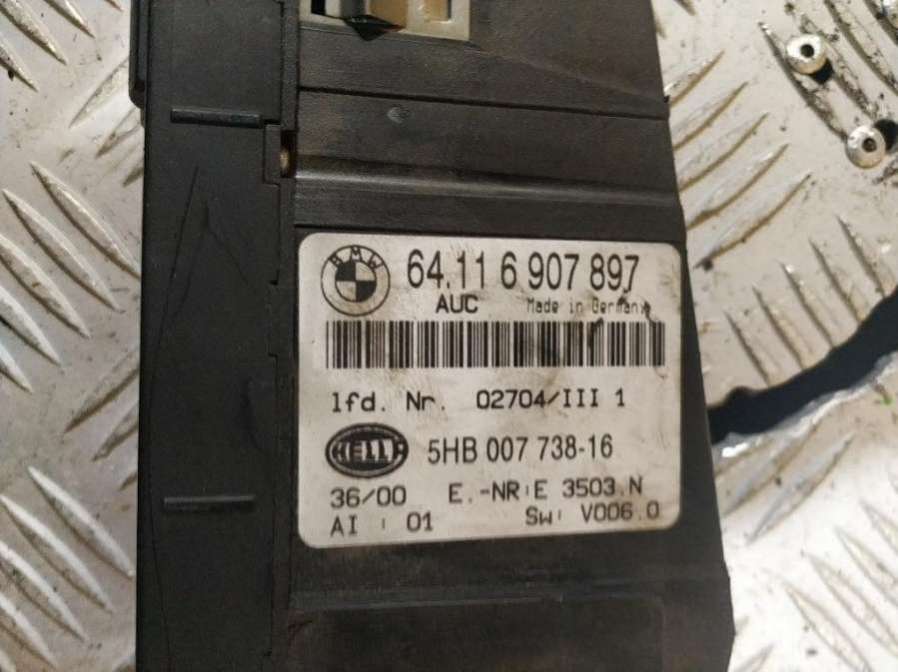 BMW
64.11 6 907 897
AUC Made in Germany
lfd. Nr. 02704/III 1
HELLA 5HB 007 738-16
36/00 E.-NR:E 3503.N
AI : 01 Sw: V006.0